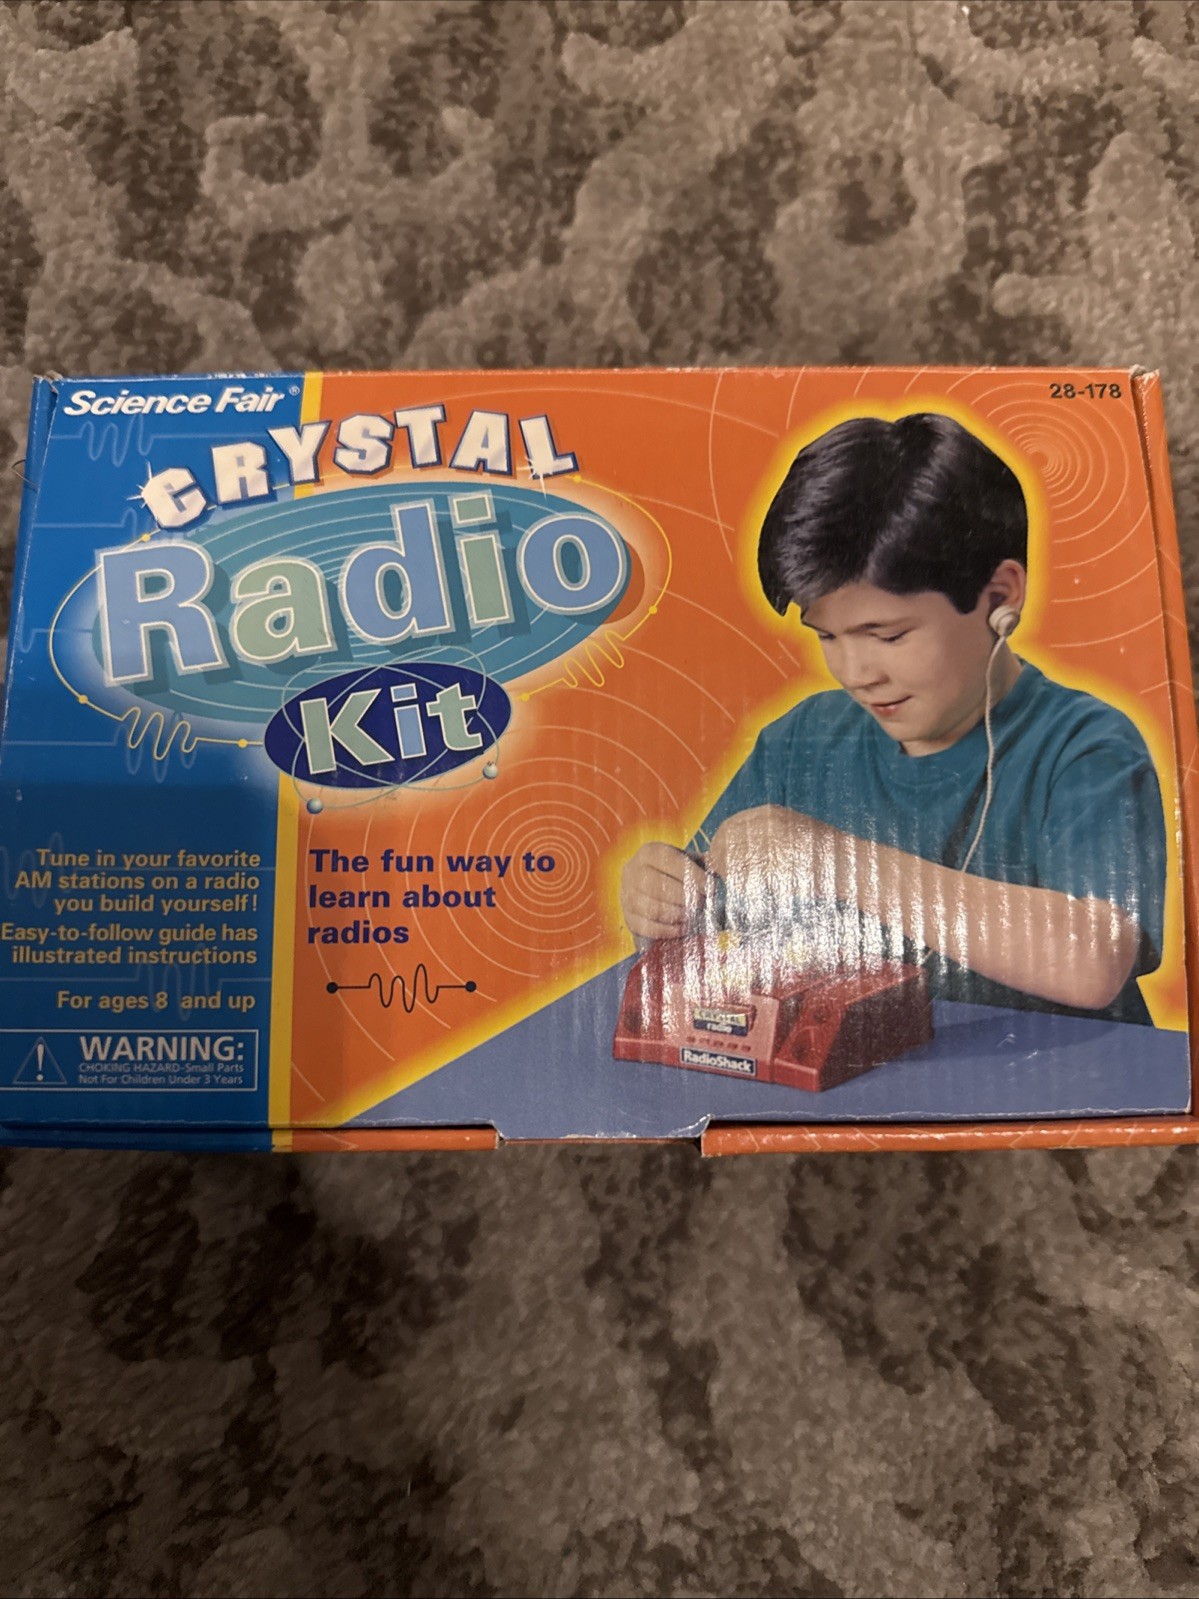 Science Fair®
28-178
CRYSTAL
Radio
Kit
Tune in your favorite
AM stations on a radio
you build yourself!
Easy-to-follow guide has
illustrated instructions
For ages 8 and up
WARNING:
CHOKING HAZARD-Small Parts
Not For Children Under 3 Years
The fun way to
learn about
radios
CRYSTAL
radio
RadioShack